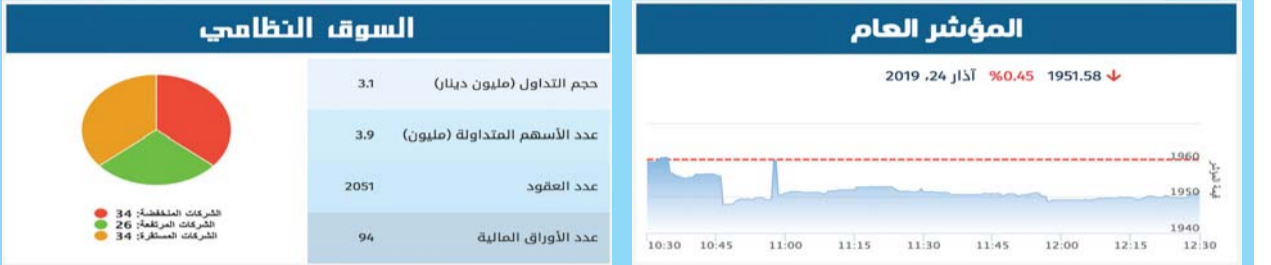 المؤشر العام
1951.58 %0.45 آذار 24، 2019
1960
1950
1940
قيمة المؤشر
10:30 10:45 11:00 11:15 11:30 11:45 12:00 12:15 12:30
السوق النظامي
حجم التداول (مليون دينار) 3.1
عدد الأسهم المتداولة (مليون) 3.9
عدد العقود 2051
عدد الأوراق المالية 94
الشركات المنخفضة: 34
الشركات المرتفعة: 26
الشركات المستقرة: 34